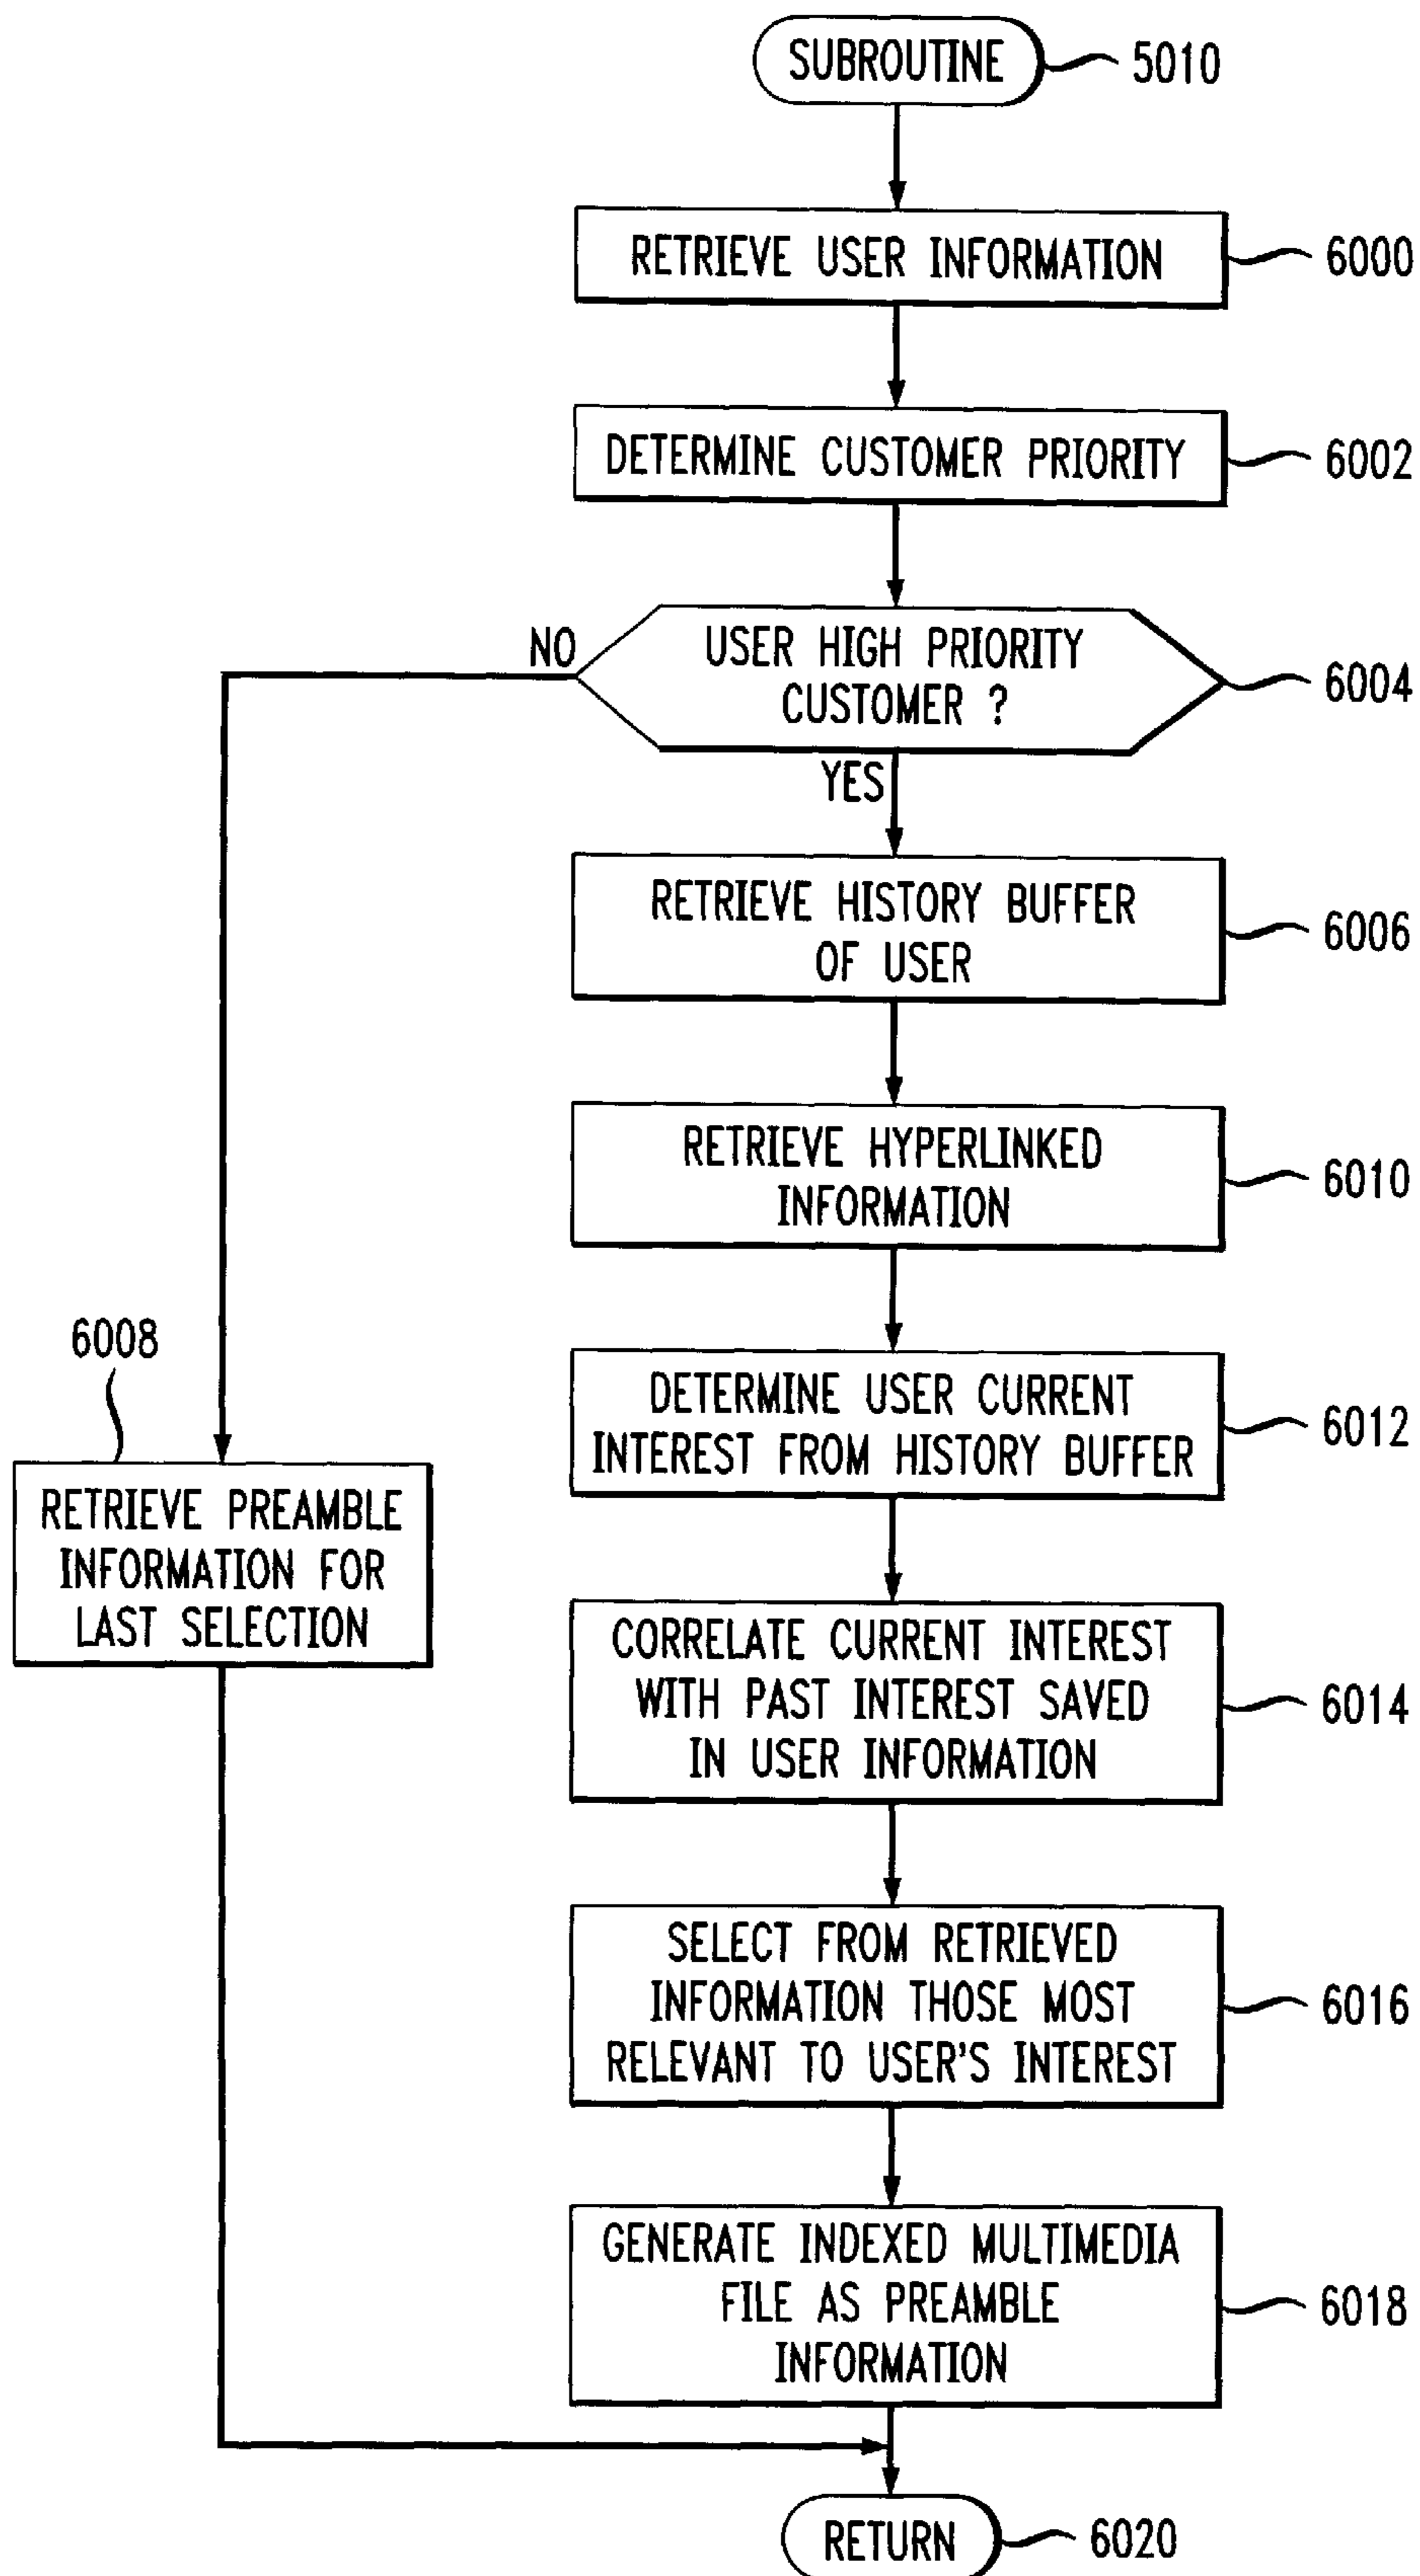 SUBROUTINE
5010
RETRIEVE USER INFORMATION
6000
DETERMINE CUSTOMER PRIORITY
6002
NO
USER HIGH PRIORITY
CUSTOMER ?
6004
YES
RETRIEVE HISTORY BUFFER
OF USER
6006
RETRIEVE HYPERLINKED
INFORMATION
6010
6008
RETRIEVE PREAMBLE
INFORMATION FOR
LAST SELECTION
DETERMINE USER CURRENT
INTEREST FROM HISTORY BUFFER
6012
CORRELATE CURRENT INTEREST
WITH PAST INTEREST SAVED
IN USER INFORMATION
6014
SELECT FROM RETRIEVED
INFORMATION THOSE MOST
RELEVANT TO USER'S INTEREST
6016
GENERATE INDEXED MULTIMEDIA
FILE AS PREAMBLE
INFORMATION
6018
RETURN
6020